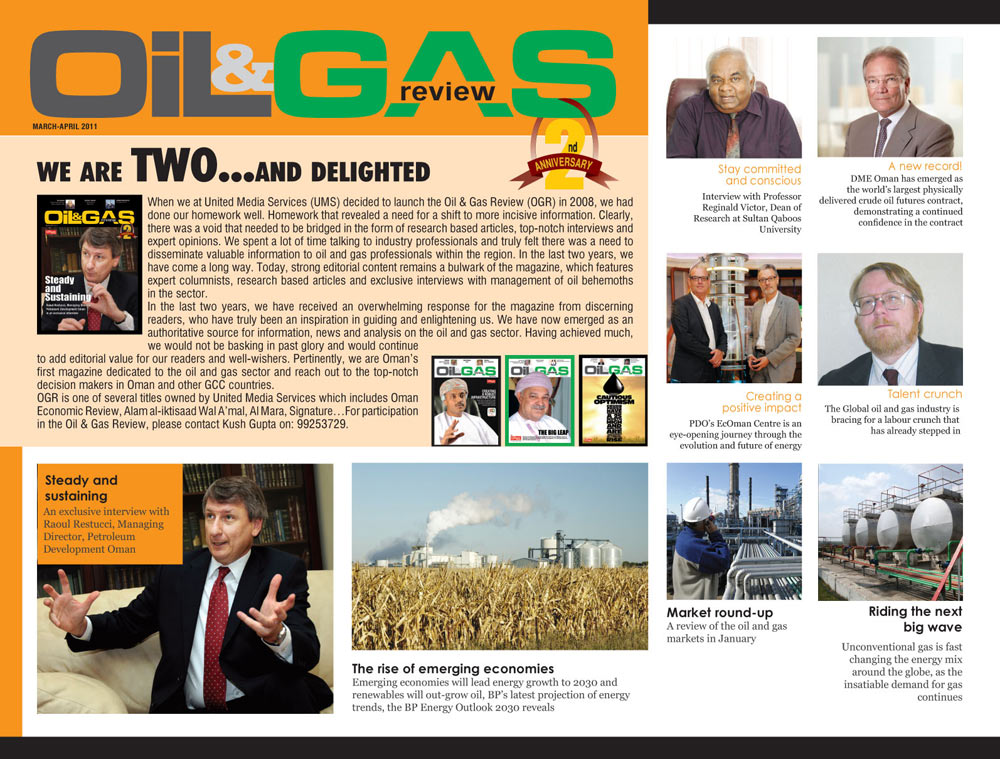 OiL&GAS
review
MARCH-APRIL 2011
2nd
ANNIVERSARY
WE ARE TWO...AND DELIGHTED
When we at United Media Services (UMS) decided to launch the Oil & Gas Review (OGR) in 2008, we had
done our homework well. Homework that revealed a need for a shift to more incisive information. Clearly,
there was a void that needed to be bridged in the form of research based articles, top-notch interviews and
expert opinions. We spent a lot of time talking to industry professionals and truly felt there was a need to
disseminate valuable information to oil and gas professionals within the region. In the last two years, we
have come a long way. Today, strong editorial content remains a bulwark of the magazine, which features
expert columnists, research based articles and exclusive interviews with management of oil behemoths
in the sector.
In the last two years, we have received an overwhelming response for the magazine from discerning
readers, who have truly been an inspiration in guiding and enlightening us. We have now emerged as an
authoritative source for information, news and analysis on the oil and gas sector. Having achieved much,
we would not be basking in past glory and would continue
to add editorial value for our readers and well-wishers. Pertinently, we are Oman's
first magazine dedicated to the oil and gas sector and reach out to the top-notch
decision makers in Oman and other GCC countries.
OGR is one of several titles owned by United Media Services which includes Oman
Economic Review, Alam al-iktisaad Wal A'mal, Al Mara, Signature...For participation
in the Oil & Gas Review, please contact Kush Gupta on: 99253729.
OiL&GAS
2
Steady
and
Sustaining
OiLGAS
CREATING
A ROBUST
INFRASTRUCTURE
OiLGAS
THE BIG LEAP
OiLGAS
CAUTIOUS
OPTIMISM
Stay committed
and conscious
Interview with Professor
Reginald Victor, Dean of
Research at Sultan Qaboos
University
A new record!
DME Oman has emerged as
the world's largest physically
delivered crude oil futures contract,
demonstrating a continued
confidence in the contract
Creating a
positive impact
PDO's EcOman Centre is an
eye-opening journey through the
evolution and future of energy
Talent crunch
The Global oil and gas industry is
bracing for a labour crunch that
has already stepped in
Steady and
sustaining
An exclusive interview with
Raoul Restucci, Managing
Director, Petroleum
Development Oman
The rise of emerging economies
Emerging economies will lead energy growth to 2030 and
renewables will out-grow oil, BP's latest projection of energy
trends, the BP Energy Outlook 2030 reveals
Market round-up
A review of the oil and gas
markets in January
Riding the next
big wave
Unconventional gas is fast
changing the energy mix
around the globe, as the
insatiable demand for gas
continues